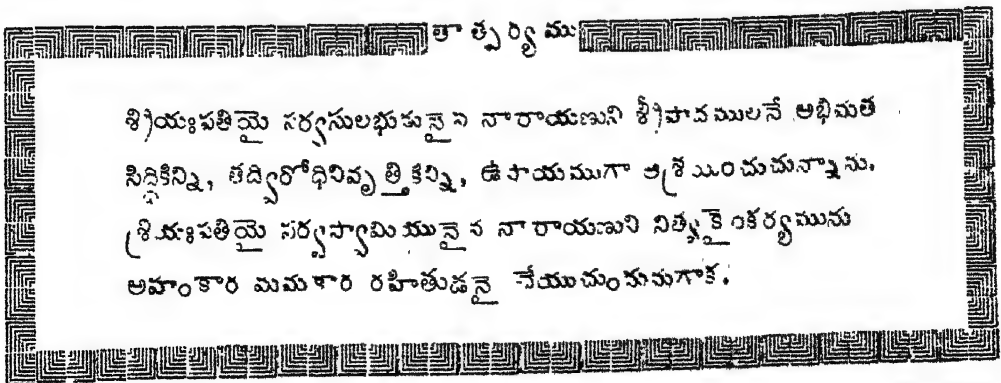 తాత్పర్యము
శ్రియఃపతియై సర్వసులభుడునైన నారాయణుని శ్రీపాదములనే అభిమత
సిద్ధికిన్ని, తద్విరోధినివృత్తికిన్ని, ఉపాయముగా ఆశ్రయించుచున్నాను.
శ్రియఃపతియై సర్వస్వామియునైన నారాయణుని నిత్యకైంకర్యమును
అహంకార మమకార రహితుడనై చేయుచుందునుగాక.